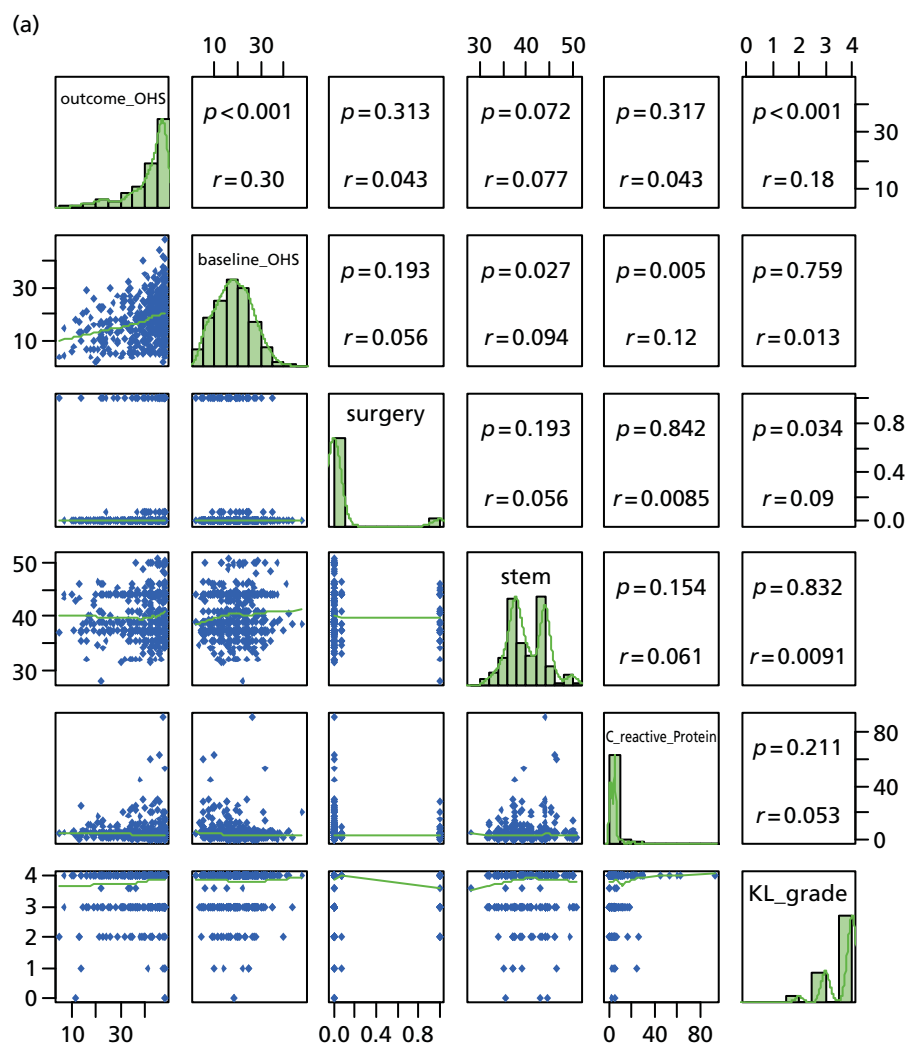 (a)
10 30
30 40 50
0 1 2 3 4
outcome_OHS
p<0.001
p=0.313
p=0.072
p=0.317
p<0.001
30
r=0.30
r=0.043
r=0.077
r=0.043
r=0.18
10
baseline_OHS
p=0.193
p=0.027
p=0.005
p=0.759
30
10
r=0.056
r=0.094
r=0.12
r=0.013
surgery
p=0.193
p=0.842
p=0.034
0.8
0.4
r=0.056
r=0.0085
r=0.09
0.0
50
stem
p=0.154
p=0.832
40
30
r=0.061
r=0.0091
C_reactive_Protein
p=0.211
80
40
r=0.053
0
4
KL_grade
3
2
1
0
10 30
0.0 0.4 0.8
0 40 80